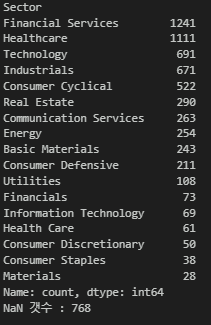 Sector
Financial Services 1241
Healthcare 1111
Technology 691
Industrials 671
Consumer Cyclical 522
Real Estate 290
Communication Services 263
Energy 254
Basic Materials 243
Consumer Defensive 211
Utilities 108
Financials 73
Information Technology 69
Health Care 61
Consumer Discretionary 50
Consumer Staples 38
Materials 28
Name: count, dtype: int64
NaN 갯수 : 768